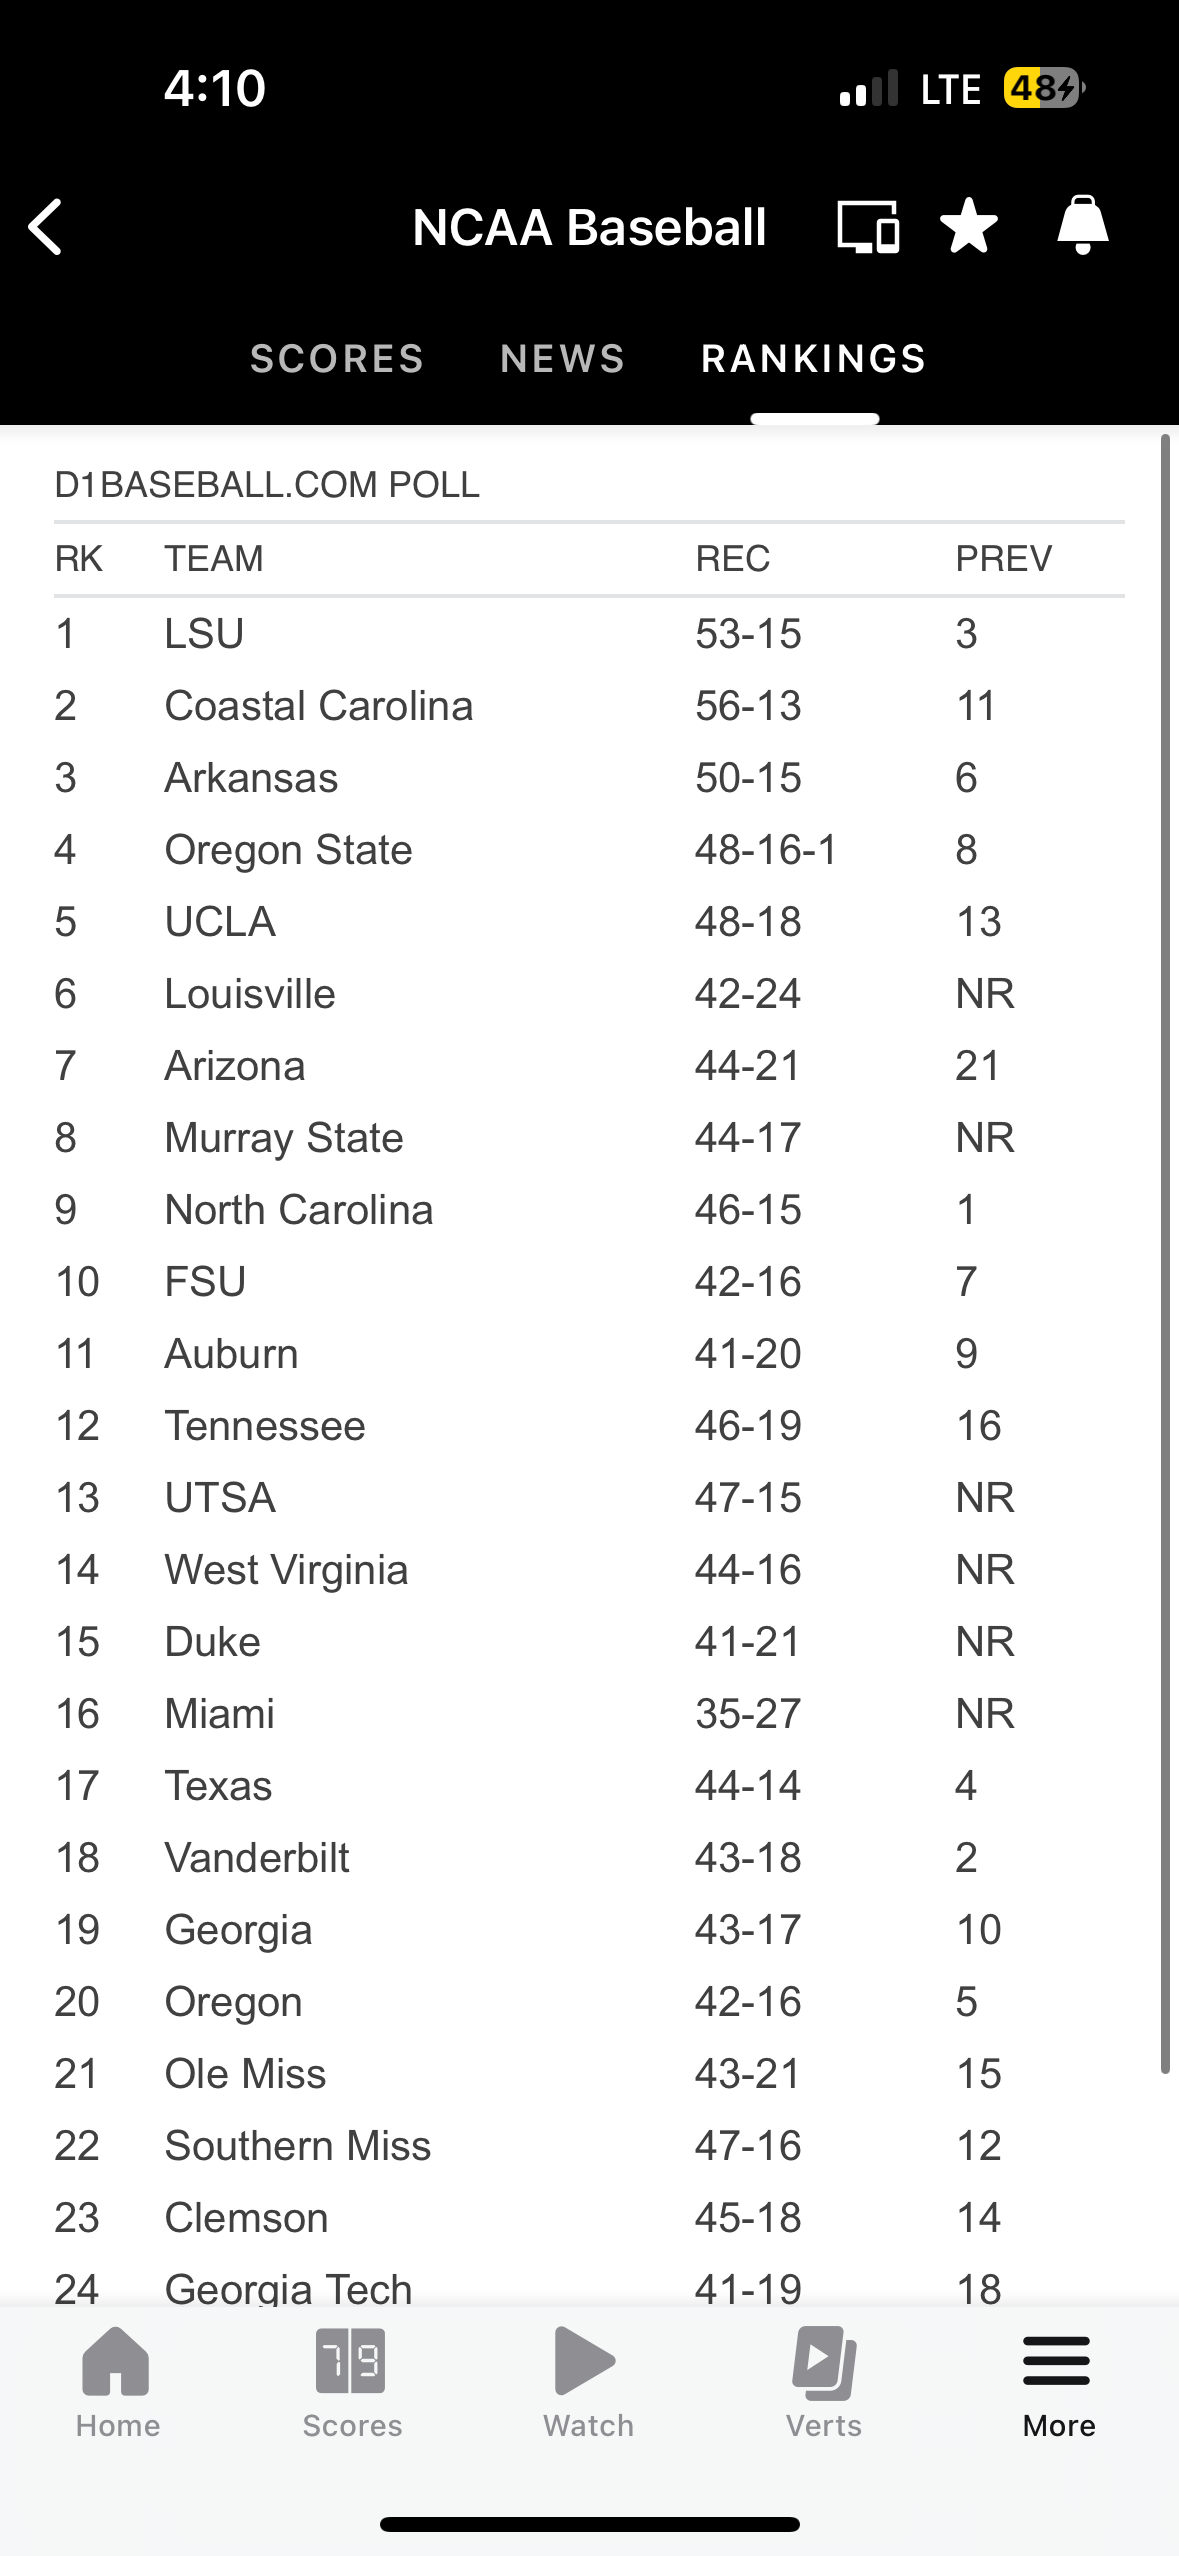 4:10 LTE 48
NCAA Baseball
SCORES NEWS RANKINGS
D1BASEBALL.COM POLL
RK TEAM REC PREV
1 LSU 53-15 3
2 Coastal Carolina 56-13 11
3 Arkansas 50-15 6
4 Oregon State 48-16-1 8
5 UCLA 48-18 13
6 Louisville 42-24 NR
7 Arizona 44-21 21
8 Murray State 44-17 NR
9 North Carolina 46-15 1
10 FSU 42-16 7
11 Auburn 41-20 9
12 Tennessee 46-19 16
13 UTSA 47-15 NR
14 West Virginia 44-16 NR
15 Duke 41-21 NR
16 Miami 35-27 NR
17 Texas 44-14 4
18 Vanderbilt 43-18 2
19 Georgia 43-17 10
20 Oregon 42-16 5
21 Ole Miss 43-21 15
22 Southern Miss 47-16 12
23 Clemson 45-18 14
24 Georgia Tech 41-19 18
7 9
Home Scores Watch Verts More